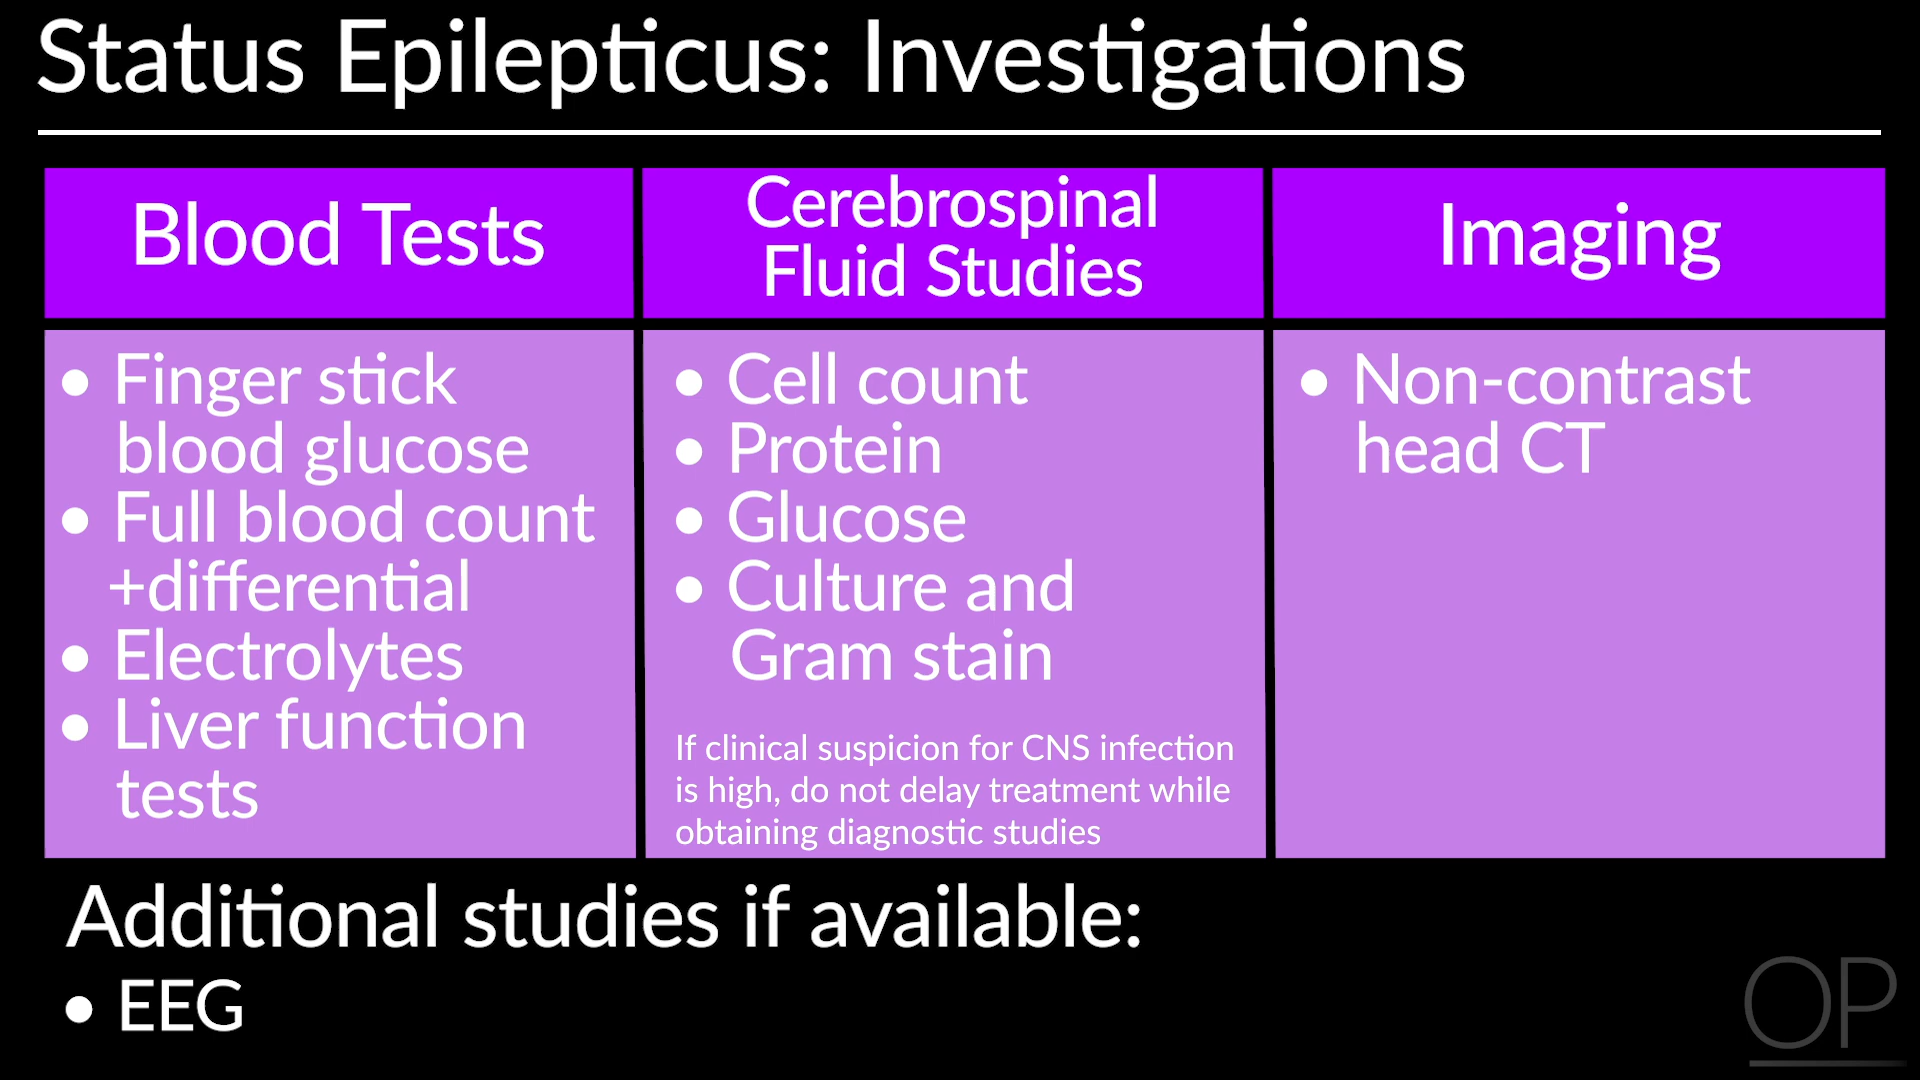 Status Epilepticus: Investigations
Blood Tests
• Finger stick
blood glucose
• Full blood count
+differential
• Electrolytes
• Liver function
tests
Cerebrospinal
Fluid Studies
• Cell count
• Protein
• Glucose
• Culture and
Gram stain
If clinical suspicion for CNS infection
is high, do not delay treatment while
obtaining diagnostic studies
Imaging
• Non-contrast
head CT
Additional studies if available:
• EEG
OP